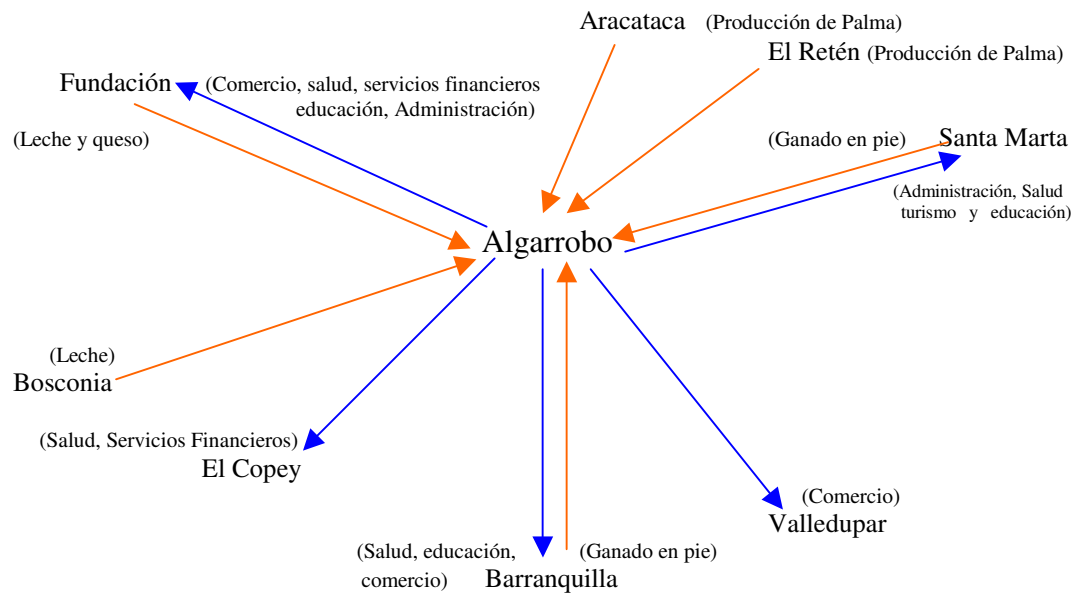 Aracataca (Producción de Palma)
El Retén (Producción de Palma)
Fundación
(Comercio, salud, servicios financieros
educación, Administración)
(Leche y queso)
(Ganado en pie)
Santa Marta
(Administración, Salud
turismo y educación)
Algarrobo
(Leche)
Bosconia
(Salud, Servicios Financieros)
El Copey
(Comercio)
Valledupar
(Salud, educación,
comercio)
(Ganado en pie)
Barranquilla